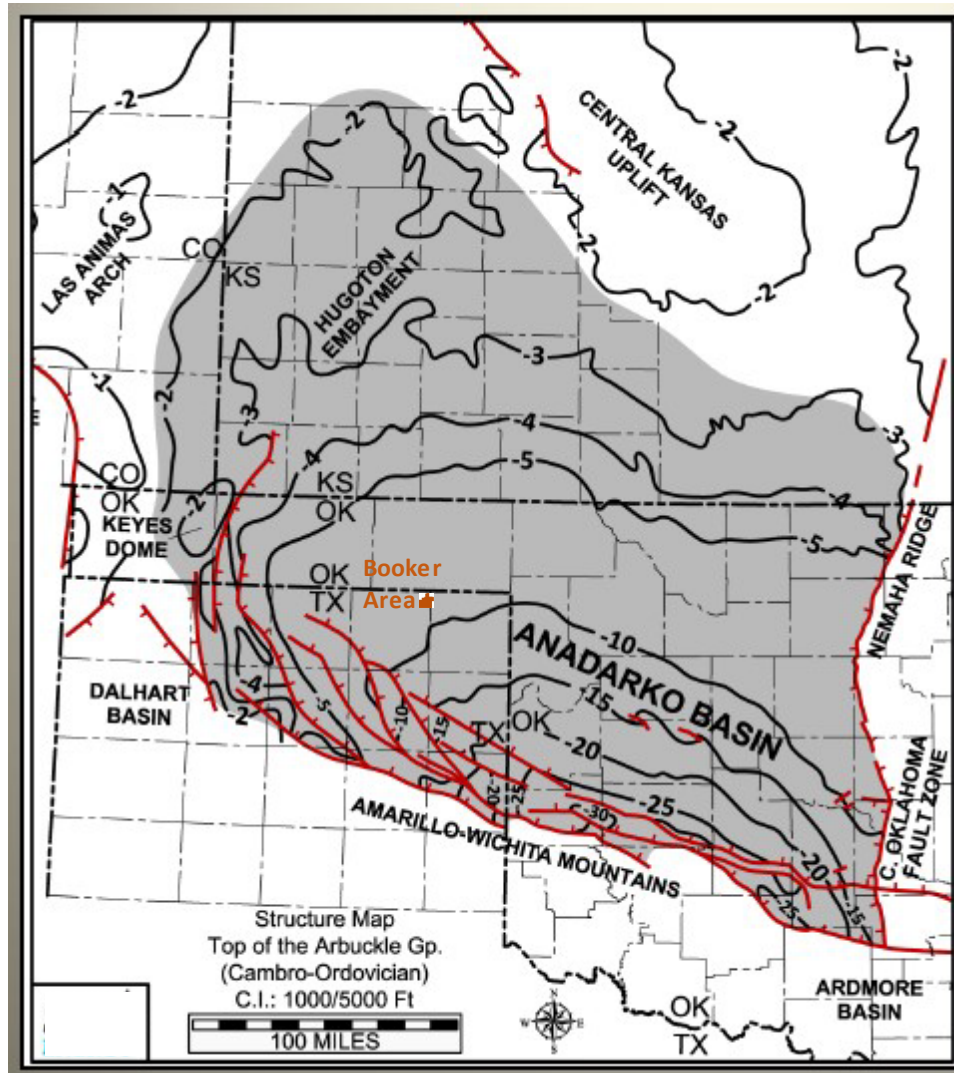 -2
-2
-2
CENTRAL KANSAS
UPLIFT
-2
-1
LAS ANIMAS
ARCH
CO
KS
-2
-2
HUGOTON
EMBAYMENT
-3
-1
-2
-3
-3
-4
-4
-5
CO
OK
KS
OK
-4
-2
KEYES
DOME
-5
NEMAHA RIDGE
OK
TX
Booker
Area
-10
ANADARKO BASIN
-4
DALHART
BASIN
-2
-5
-10
-15
-15
TX
OK
-20
-20
-25
-25
-30
C. OKLAHOMA
FAULT ZONE
AMARILLO-WICHITA MOUNTAINS
-20
-25
-15
Structure Map
Top of the Arbuckle Gp.
(Cambro-Ordovician)
C.I.: 1000/5000 Ft
100 MILES
N
W
E
S
OK
TX
ARDMORE
BASIN